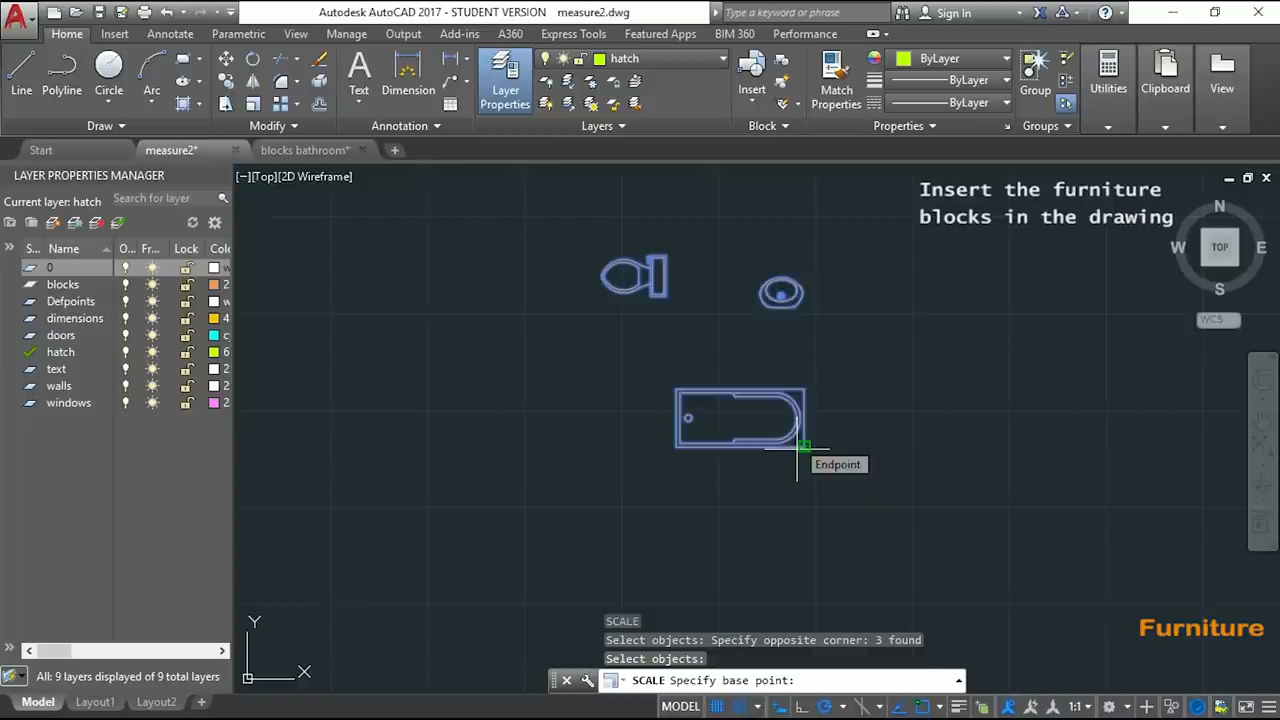 Autodesk AutoCAD 2017 - STUDENT VERSION measure2.dwg
Type a keyword or phrase
Sign In
Home Insert Annotate Parametric View Manage Output Add-ins A360 Express Tools Featured Apps BIM 360 Performance
hatch
ByLayer
ByLayer
ByLayer
Line Polyline Circle Arc Text Dimension Layer Properties Insert Match Properties Group Utilities Clipboard View
Draw Modify Annotation Layers Block Properties Groups
Start measure2* blocks bathroom*
LAYER PROPERTIES MANAGER
[−][Top][2D Wireframe]
Insert the furniture
blocks in the drawing
Current layer: hatch
Search for layer
S... Name O... Fr... Lock Colo
0 w
blocks 2
Defpoints w
dimensions 4
doors c
hatch 6
text 2
walls 2
windows 2
N
W TOP E
S
WCS
Endpoint
Y
X
SCALE
Select objects: Specify opposite corner: 3 found
Select objects:
SCALE Specify base point:
Furniture
All: 9 layers displayed of 9 total layers
Model Layout1 Layout2
MODEL
1:1